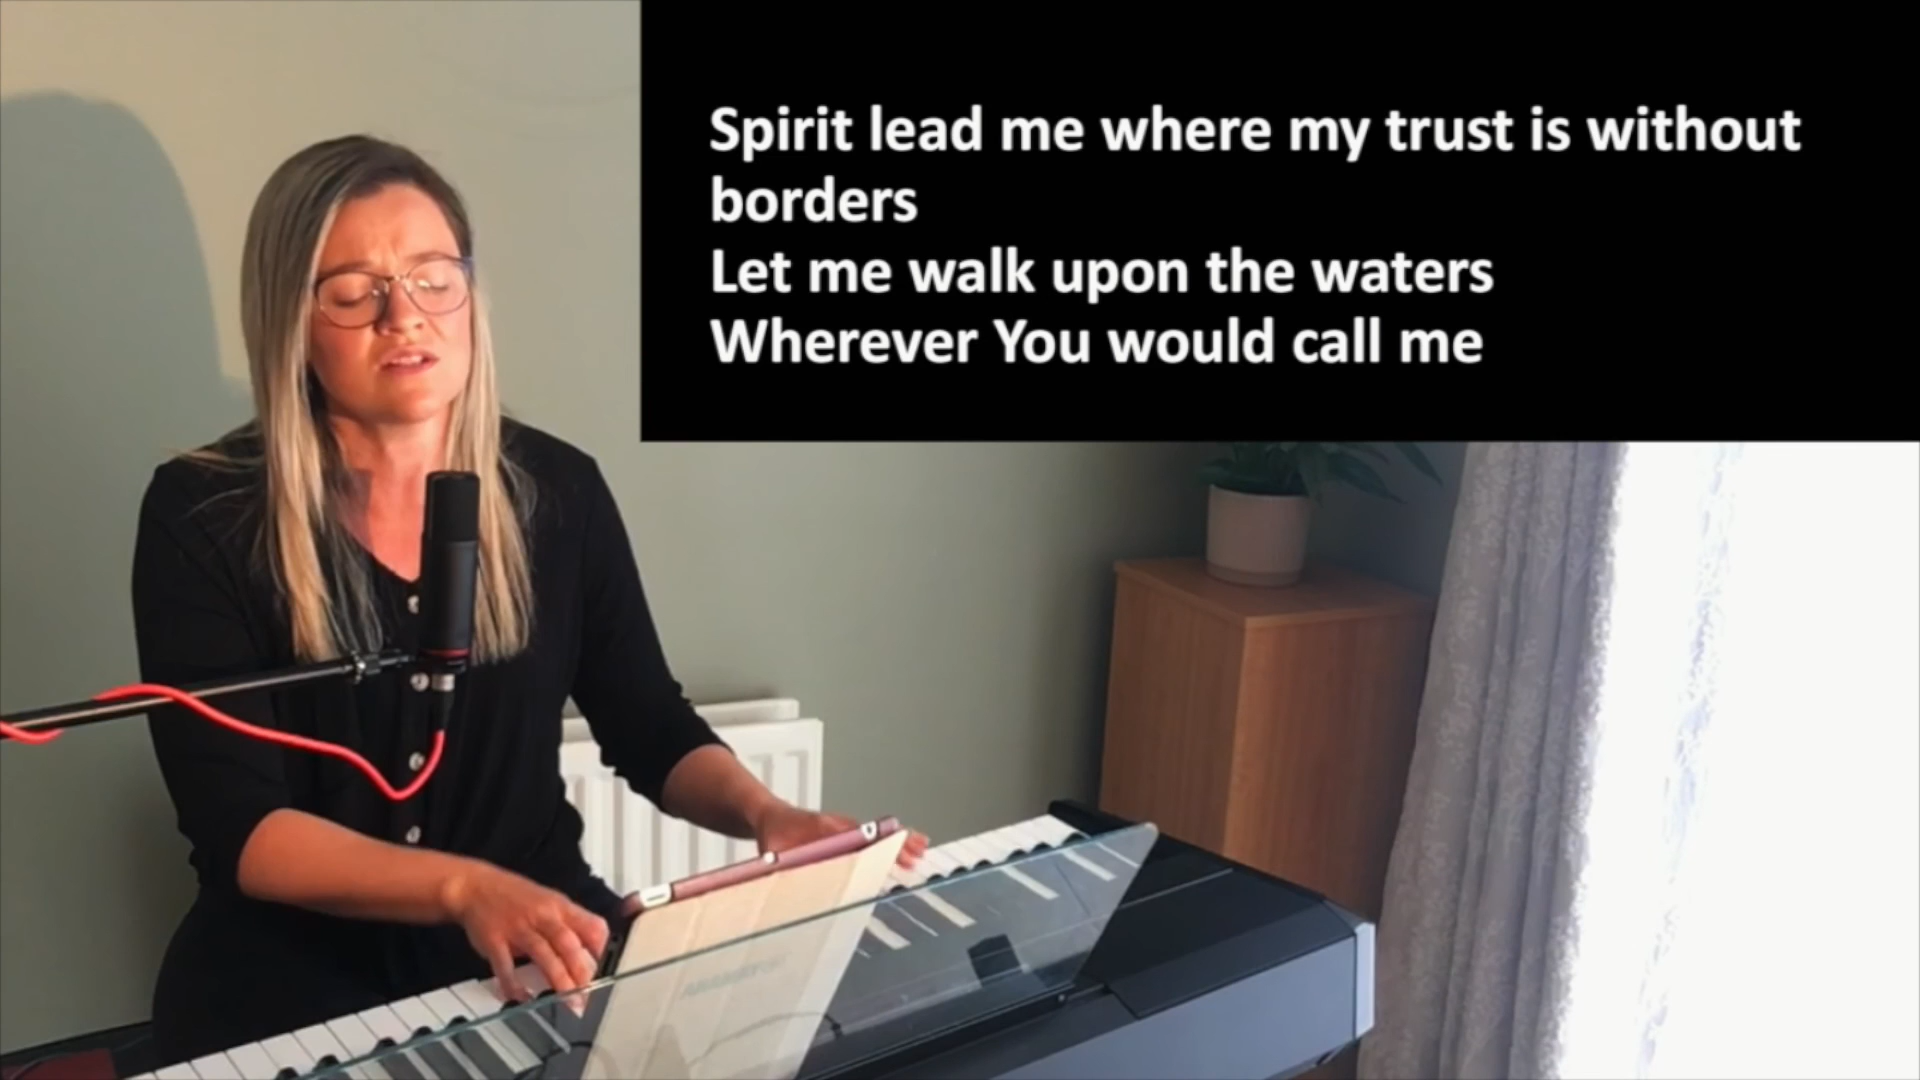 Spirit lead me where my trust is without
borders
Let me walk upon the waters
Wherever You would call me